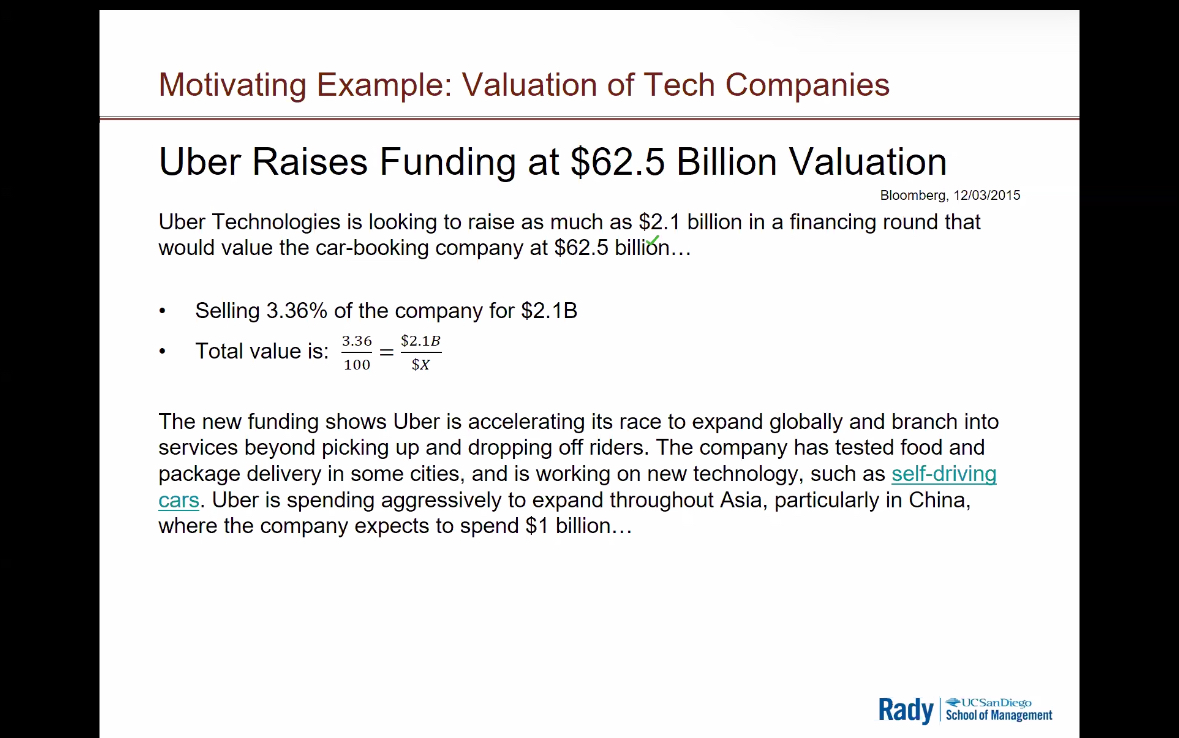 Motivating Example: Valuation of Tech Companies
Uber Raises Funding at $62.5 Billion Valuation
Bloomberg, 12/03/2015
Uber Technologies is looking to raise as much as $2.1 billion in a financing round that
would value the car-booking company at $62.5 billion…
• Selling 3.36% of the company for $2.1B
• Total value is: 3.36/100 = $2.1B/$X
The new funding shows Uber is accelerating its race to expand globally and branch into
services beyond picking up and dropping off riders. The company has tested food and
package delivery in some cities, and is working on new technology, such as self-driving
cars. Uber is spending aggressively to expand throughout Asia, particularly in China,
where the company expects to spend $1 billion…
Rady | UC San Diego
School of Management